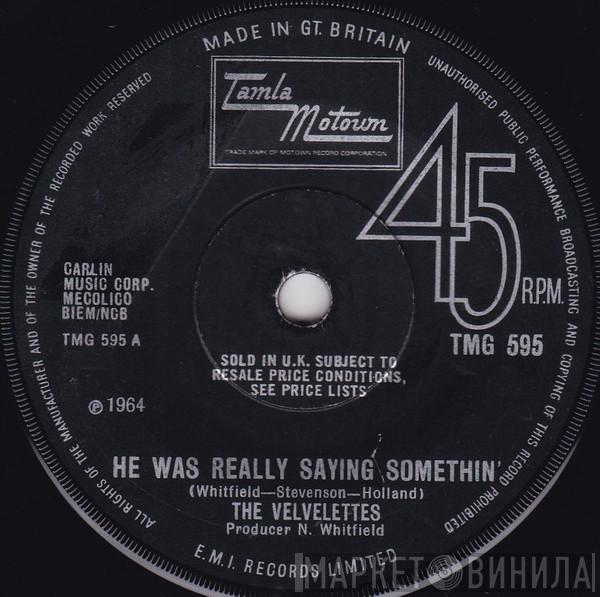 MADE IN GT. BRITAIN
UNAUTHORISED PUBLIC PERFORMANCE BROADCASTING AND COPYING OF THIS RECORD PROHIBITED
ALL RIGHTS OF THE MANUFACTURER AND OF THE OWNER OF THE RECORDED WORK RESERVED
Tamla
Motown
TRADE MARK OF MOTOWN RECORD CORPORATION
45
R.P.M.
TMG 595
CARLIN
MUSIC CORP.
MECOLICO
BIEM/NCB
TMG 595 A
℗ 1964
SOLD IN U.K. SUBJECT TO
RESALE PRICE CONDITIONS,
SEE PRICE LISTS
HE WAS REALLY SAYING SOMETHIN'
(Whitfield—Stevenson—Holland)
THE VELVELETTES
Producer N. Whitfield
E.M.I. RECORDS LIMITED
МАРКЕТ ВИНИЛА